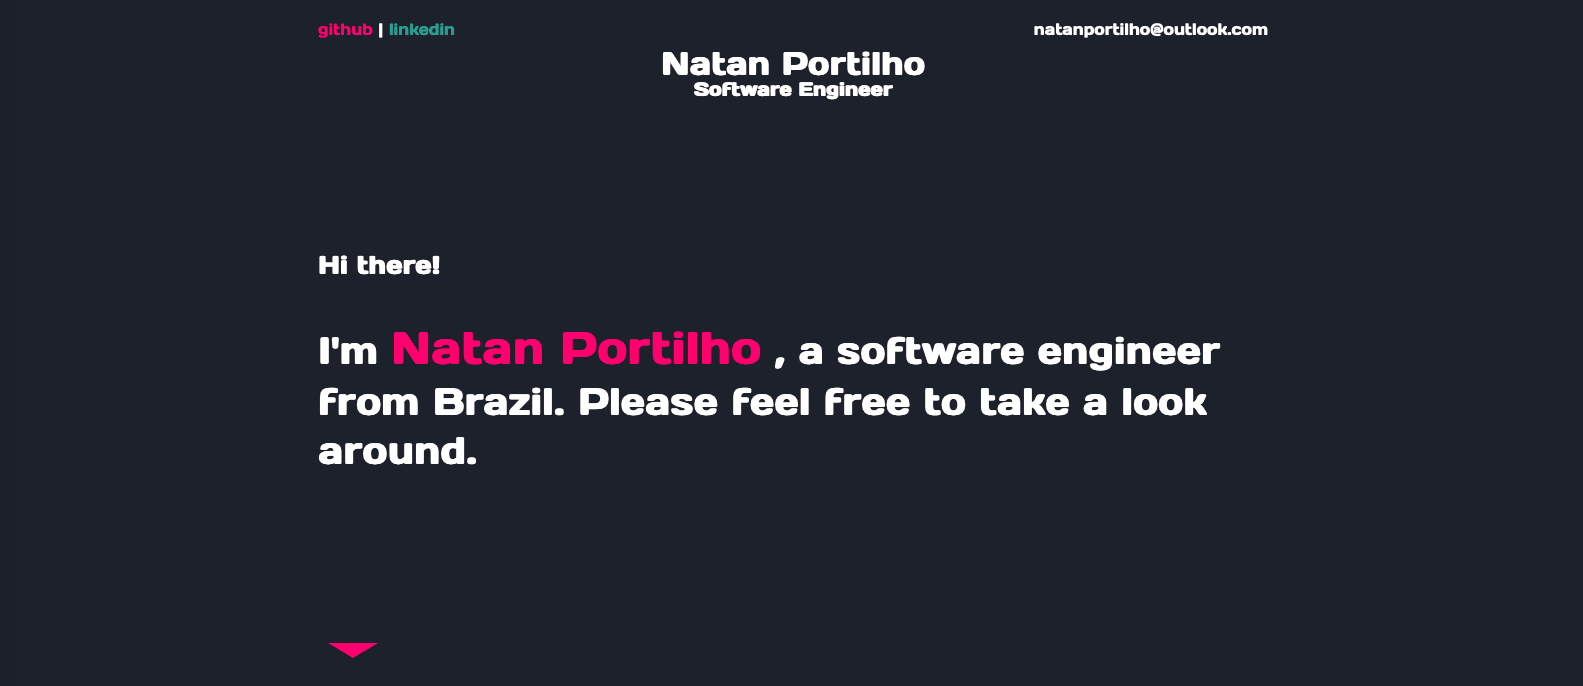 github | linkedin
natanportilho@outlook.com
Natan Portilho
Software Engineer
Hi there!
I'm Natan Portilho , a software engineer
from Brazil. Please feel free to take a look
around.